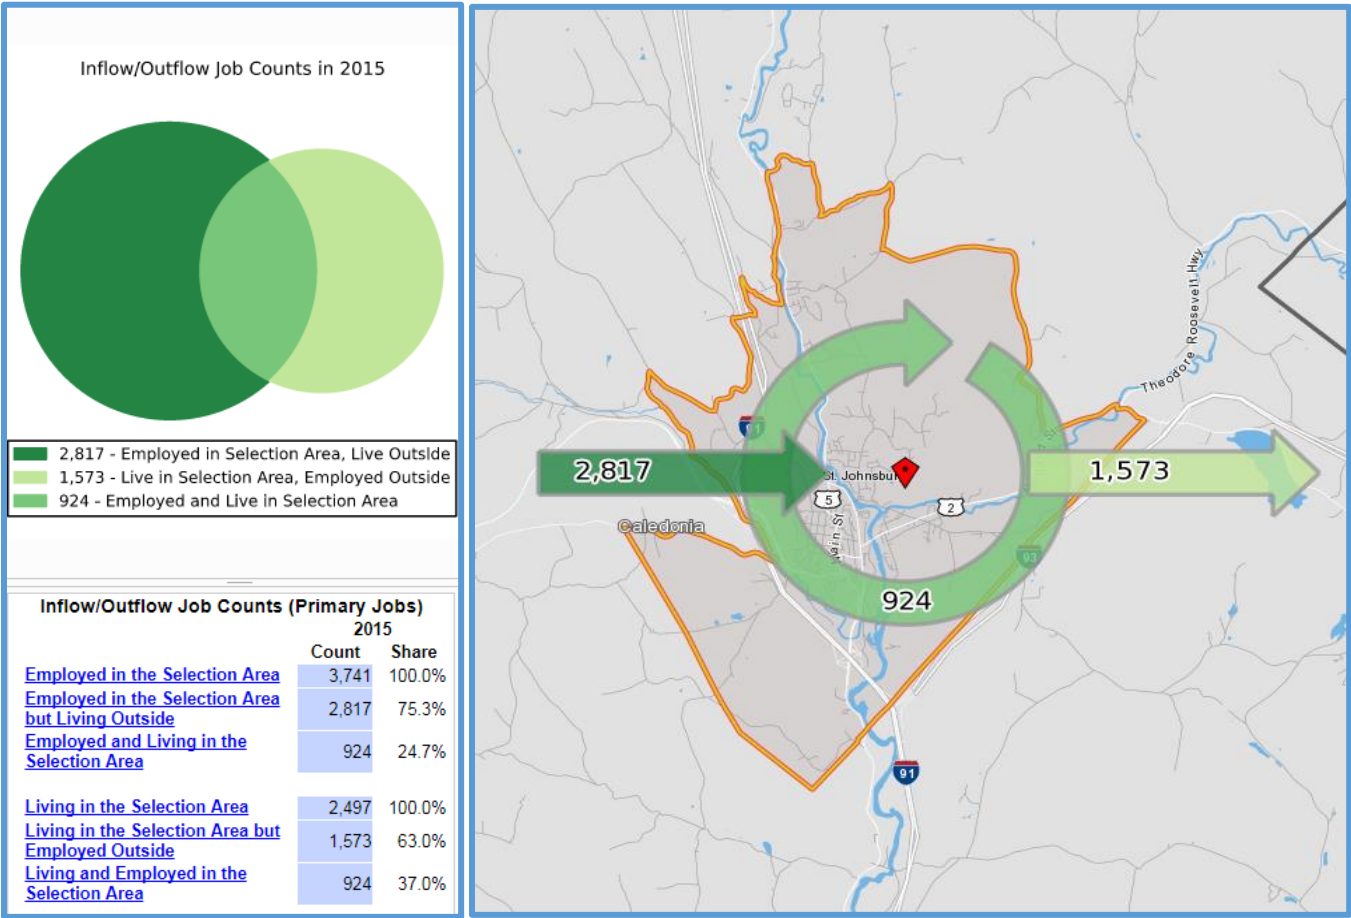 Inflow/Outflow Job Counts in 2015
2,817 - Employed in Selection Area, Live Outside
1,573 - Live in Selection Area, Employed Outside
924 - Employed and Live in Selection Area
Inflow/Outflow Job Counts (Primary Jobs)
2015
Count Share
Employed in the Selection Area 3,741 100.0%
Employed in the Selection Area
but Living Outside 2,817 75.3%
Employed and Living in the
Selection Area 924 24.7%
Living in the Selection Area 2,497 100.0%
Living in the Selection Area but
Employed Outside 1,573 63.0%
Living and Employed in the
Selection Area 924 37.0%
Theodore Roosevelt Hwy
91
2,817
St. Johnsbu
1,573
5
2
Caledonia
Main St
93
924
91